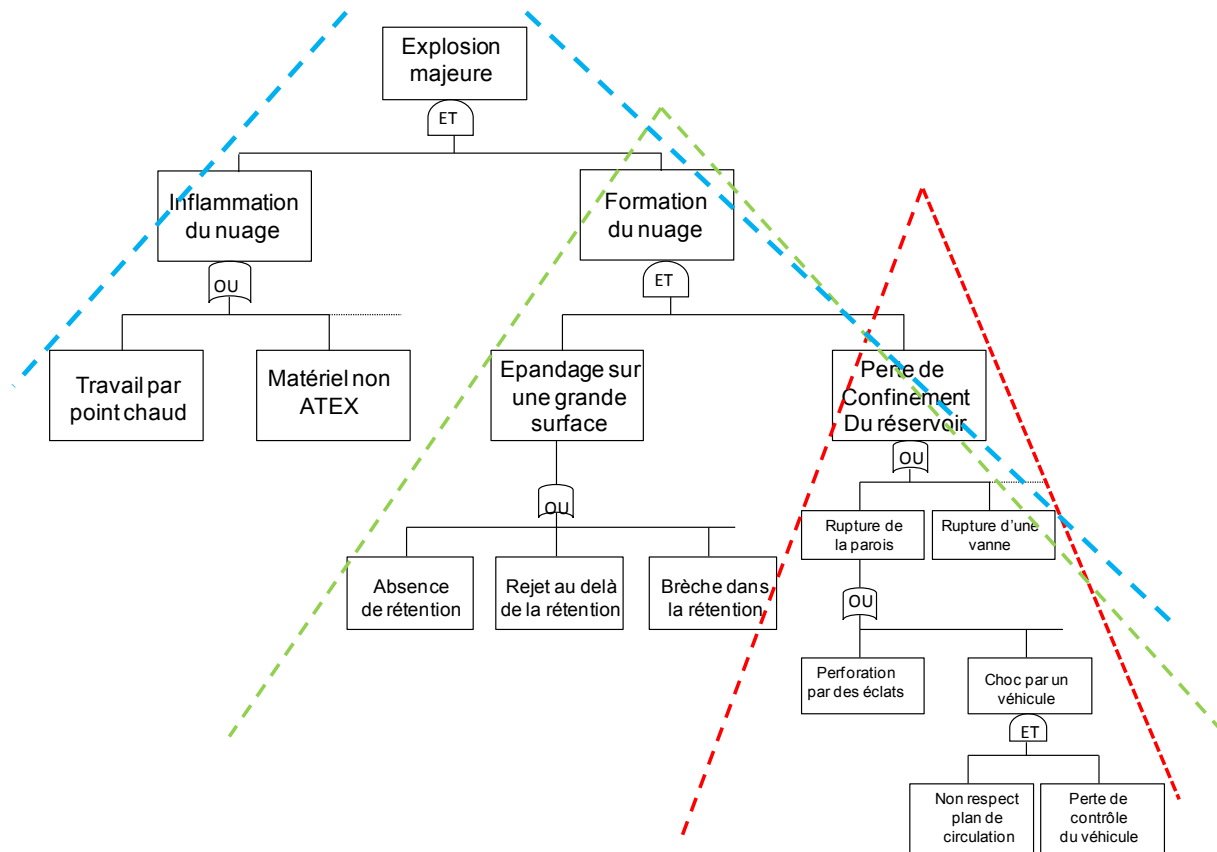 Explosion
majeure
ET
Inflammation
du nuage
Formation
du nuage
OU
ET
Travail par
point chaud
Matériel non
ATEX
Epandage sur
une grande
surface
Perte de
Confinement
Du réservoir
OU
OU
Rupture de
la parois
Rupture d'une
vanne
Absence
de rétention
Rejet au delà
de la rétention
Brèche dans
la rétention
OU
Perforation
par des éclats
Choc par un
véhicule
ET
Non respect
plan de
circulation
Perte de
contrôle
du véhicule